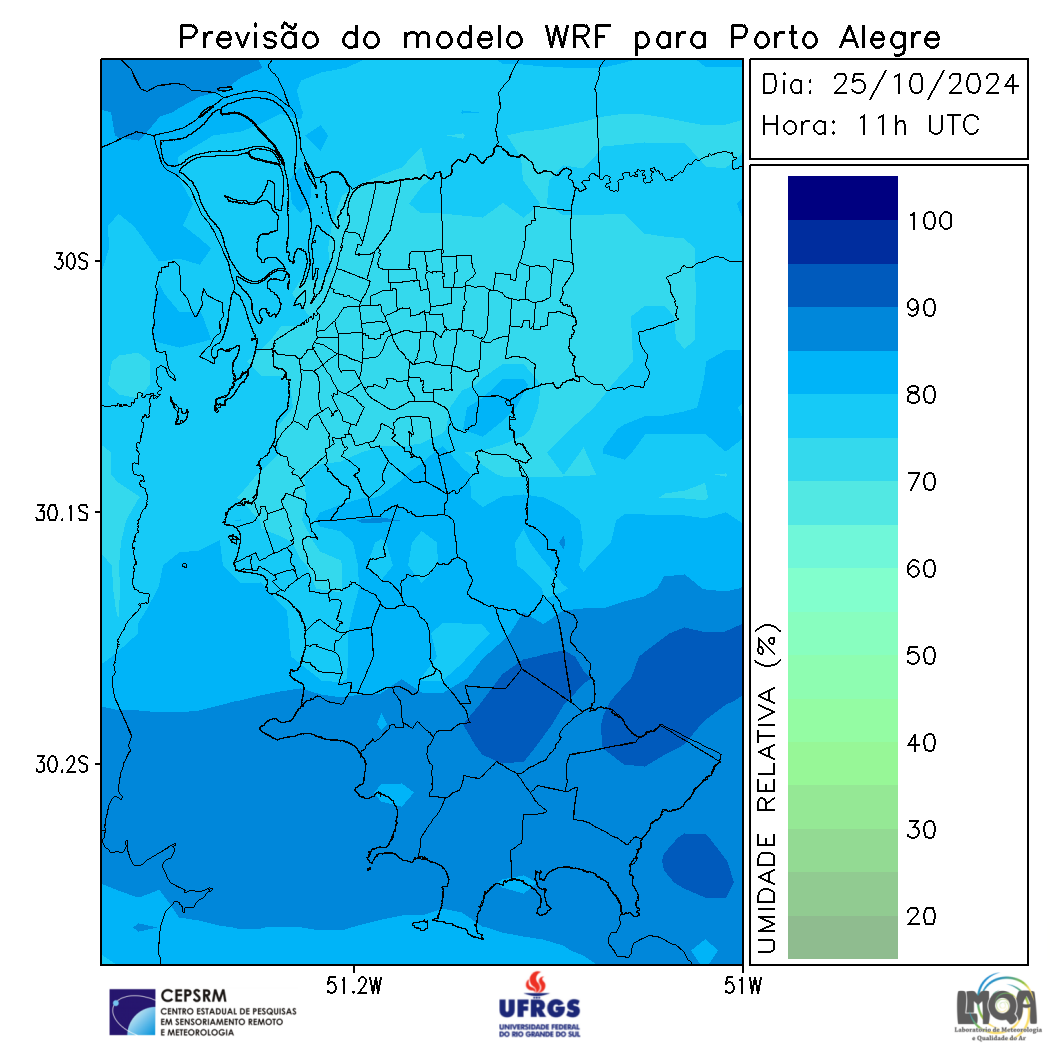 Previsão do modelo WRF para Porto Alegre
Dia: 25/10/2024
Hora: 11h UTC
30S
30.1S
30.2S
51.2W
51W
100
90
80
70
60
50
40
30
20
UMIDADE RELATIVA (%)
CEPSRM
CENTRO ESTADUAL DE PESQUISAS
EM SENSORIAMENTO REMOTO
E METEOROLOGIA
UFRGS
UNIVERSIDADE FEDERAL
DO RIO GRANDE DO SUL
LMQA
Laboratório de Meteorologia
e Qualidade do Ar